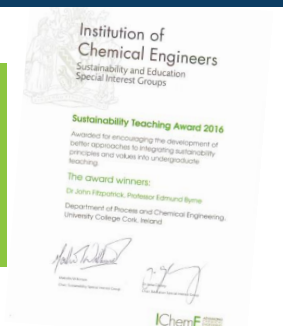 Institution of
Chemical Engineers
Sustainability and Education
Special Interest Groups
Sustainability Teaching Award 2016
Awarded for encouraging the development of
better approaches to integrating sustainability
principles and values into undergraduate
teaching.
The award winners:
Dr John Fitzpatrick, Professor Edmund Byrne
Department of Process and Chemical Engineering,
University College Cork, Ireland
IChemE